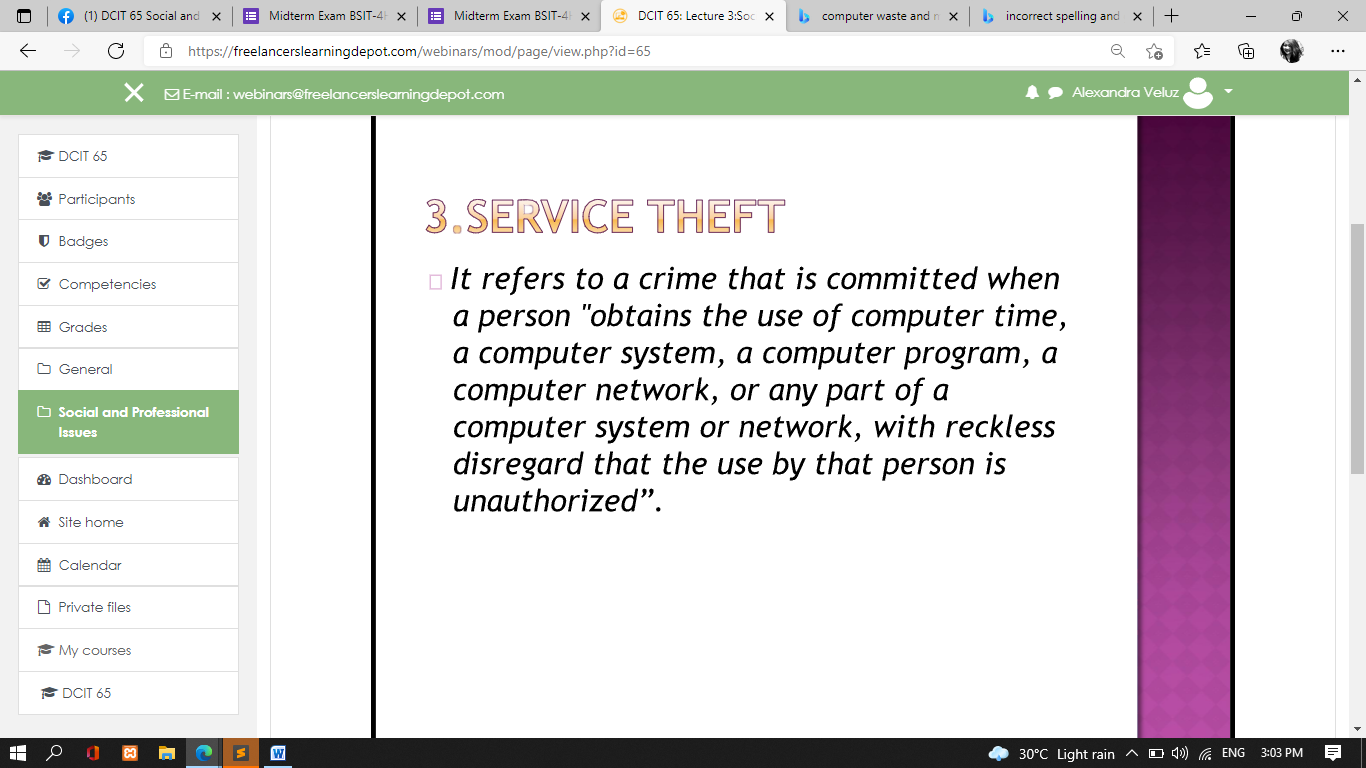 (1) DCIT 65 Social and
Midterm Exam BSIT-4
Midterm Exam BSIT-4
DCIT 65: Lecture 3:Soc
computer waste and
incorrect spelling and
https://freelancerslearningdepot.com/webinars/mod/page/view.php?id=65
E-mail : webinars@freelancerslearningdepot.com
Alexandra Veluz
DCIT 65
Participants
Badges
Competencies
Grades
General
Social and Professional
Issues
Dashboard
Site home
Calendar
Private files
My courses
DCIT 65
3.SERVICE THEFT
It refers to a crime that is committed when
a person "obtains the use of computer time,
a computer system, a computer program, a
computer network, or any part of a
computer system or network, with reckless
disregard that the use by that person is
unauthorized”.
30°C Light rain
ENG
3:03 PM